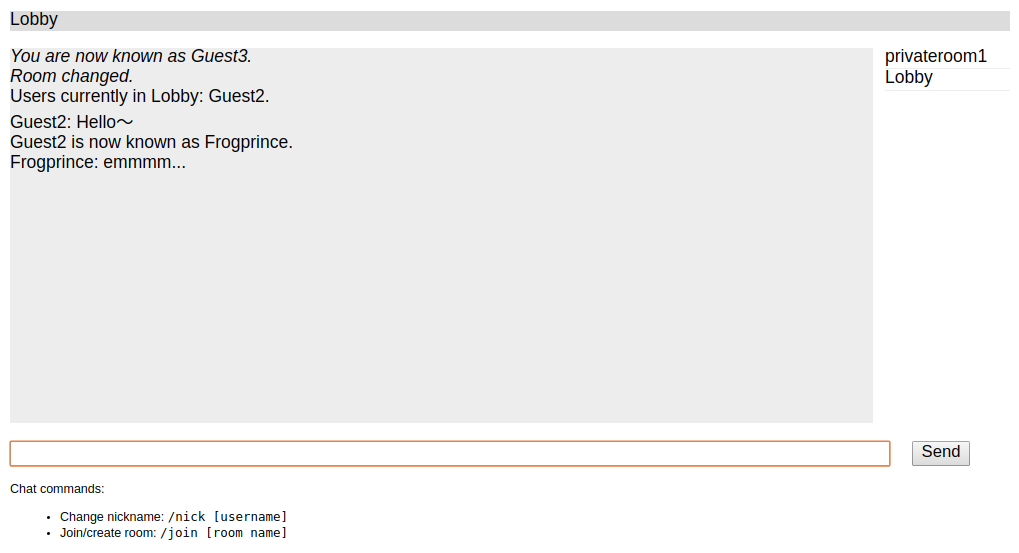 Lobby
You are now known as Guest3.
Room changed.
Users currently in Lobby: Guest2.
Guest2: Hello～
Guest2 is now known as Frogprince.
Frogprince: emmmm...
privateroom1
Lobby
Send
Chat commands:
• Change nickname: /nick [username]
• Join/create room: /join [room name]